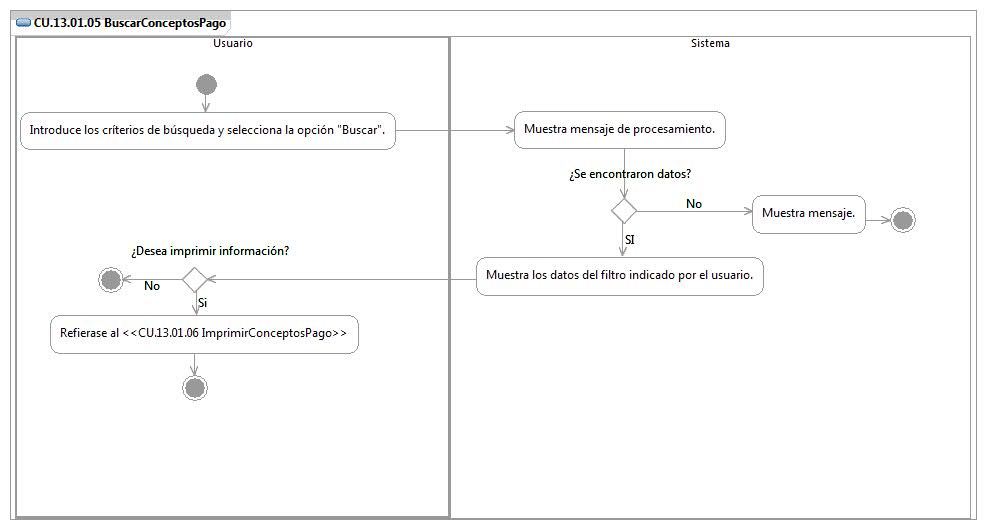 CU.13.01.05 BuscarConceptosPago
Usuario
Sistema
Introduce los críterios de búsqueda y selecciona la opción "Buscar".
Muestra mensaje de procesamiento.
¿Se encontraron datos?
No
Muestra mensaje.
SI
¿Desea imprimir información?
Muestra los datos del filtro indicado por el usuario.
No
Si
Refierase al <<CU.13.01.06 ImprimirConceptosPago>>